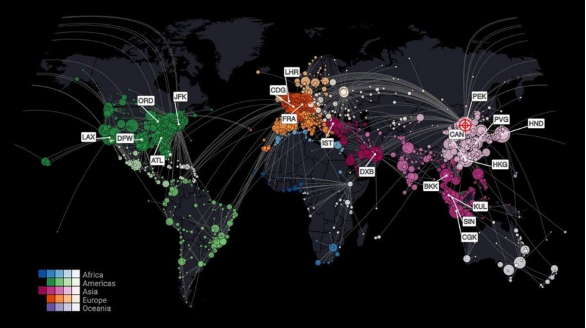 LHR
CDG
PEK
ORD
JFK
FRA
PVG
HND
CAN
LAX
DFW
IST
ATL
HKG
DXB
BKK
KUL
SIN
CGK
Africa
Americas
Asia
Europe
Oceania